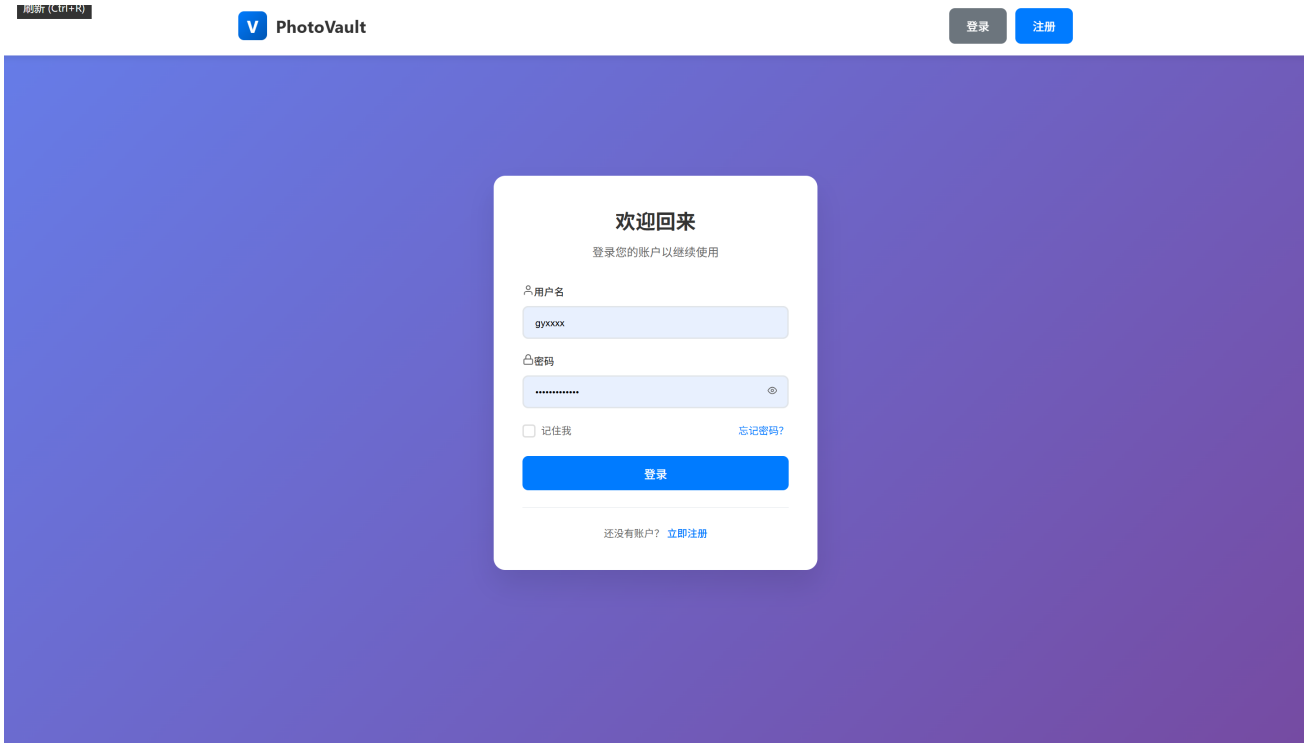 刷新 (Ctrl+R)
V PhotoVault
登录 注册
欢迎回来
登录您的账户以继续使用
用户名
gyxxxx
密码
•••••••••••••
记住我 忘记密码？
登录
还没有账户？ 立即注册